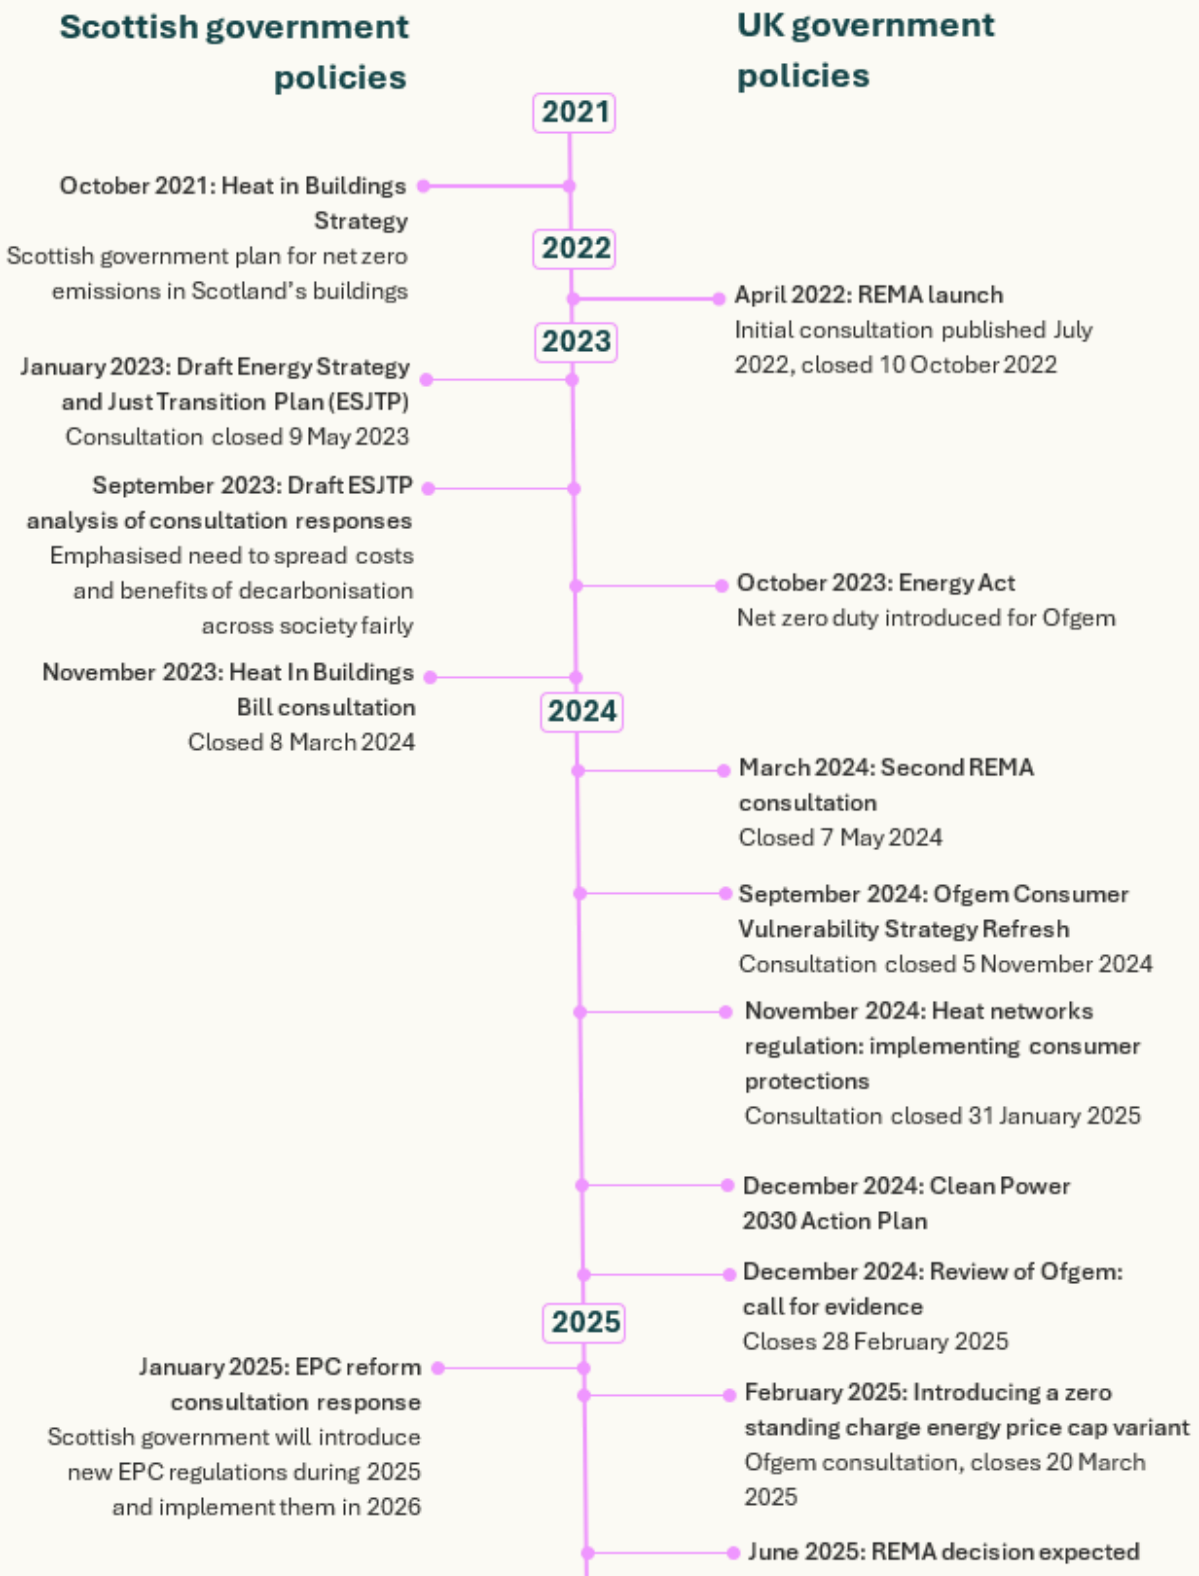 Scottish government
policies
UK government
policies
2021
October 2021: Heat in Buildings
Strategy
Scottish government plan for net zero
emissions in Scotland's buildings
2022
April 2022: REMA launch
Initial consultation published July
2022, closed 10 October 2022
2023
January 2023: Draft Energy Strategy
and Just Transition Plan (ESJTP)
Consultation closed 9 May 2023
September 2023: Draft ESJTP
analysis of consultation responses
Emphasised need to spread costs
and benefits of decarbonisation
across society fairly
October 2023: Energy Act
Net zero duty introduced for Ofgem
November 2023: Heat In Buildings
Bill consultation
Closed 8 March 2024
2024
March 2024: Second REMA
consultation
Closed 7 May 2024
September 2024: Ofgem Consumer
Vulnerability Strategy Refresh
Consultation closed 5 November 2024
November 2024: Heat networks
regulation: implementing consumer
protections
Consultation closed 31 January 2025
December 2024: Clean Power
2030 Action Plan
December 2024: Review of Ofgem:
call for evidence
Closes 28 February 2025
2025
January 2025: EPC reform
consultation response
Scottish government will introduce
new EPC regulations during 2025
and implement them in 2026
February 2025: Introducing a zero
standing charge energy price cap variant
Ofgem consultation, closes 20 March
2025
June 2025: REMA decision expected